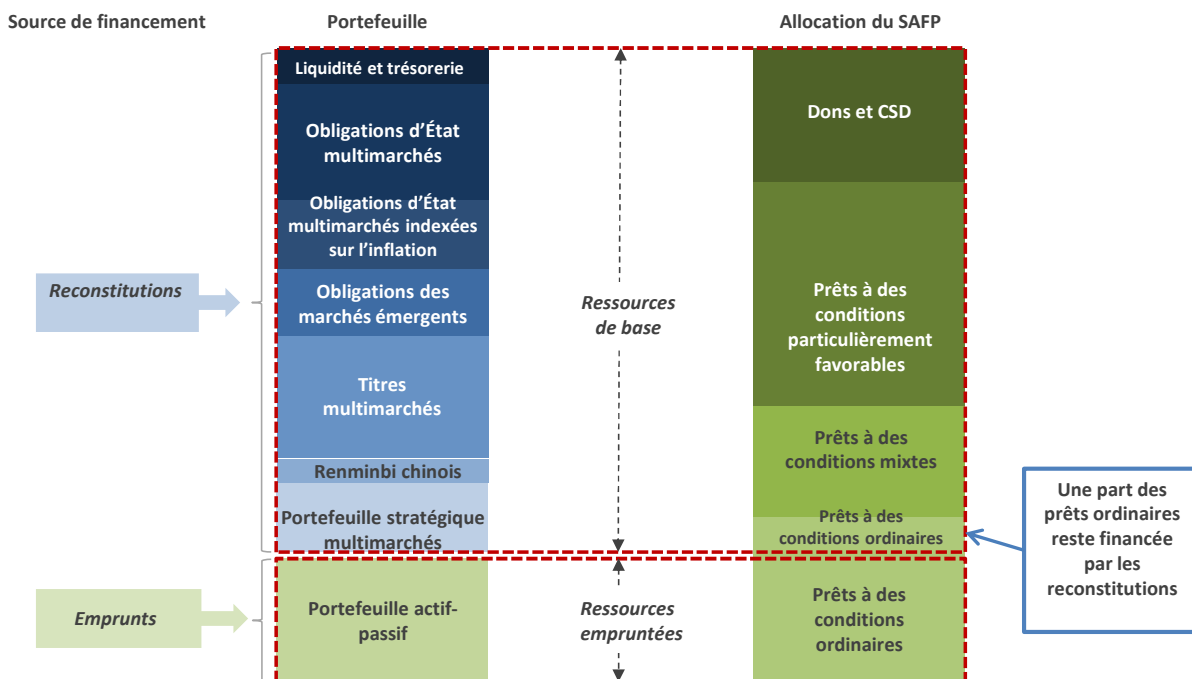 Source de financement
Portefeuille
Allocation du SAFP
Liquidité et trésorerie
Obligations d'État
multimarchés
Obligations d'État
multimarchés indexées
sur l'inflation
Obligations des
marchés émergents
Titres
multimarchés
Renminbi chinois
Portefeuille stratégique
multimarchés
Portefeuille actif-
passif
Reconstitutions
Emprunts
Ressources
de base
Ressources
empruntées
Dons et CSD
Prêts à des
conditions
particulièrement
favorables
Prêts à des
conditions mixtes
Prêts à des
conditions ordinaires
Prêts à des
conditions
ordinaires
Une part des
prêts ordinaires
reste financée
par les
reconstitutions